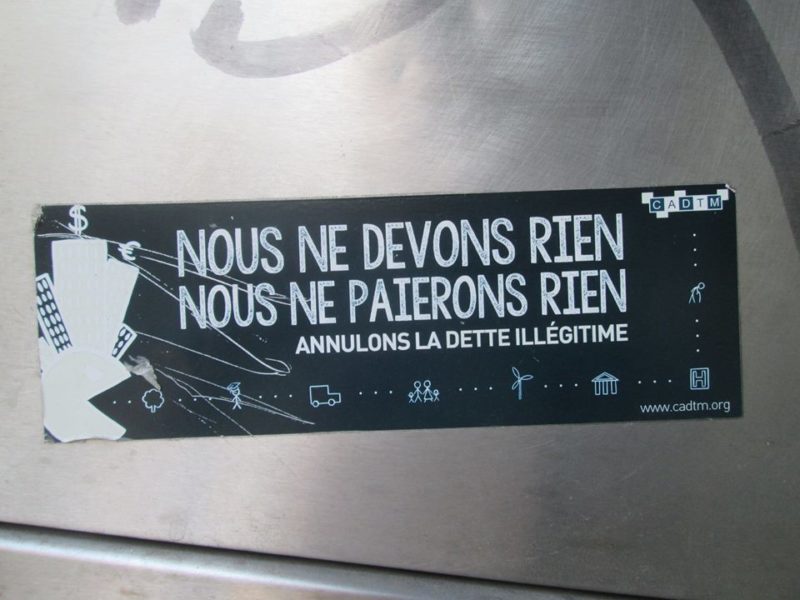 CADTM
$
€
NOUS NE DEVONS RIEN
NOUS NE PAIERONS RIEN
ANNULONS LA DETTE ILLÉGITIME
H
www.cadtm.org